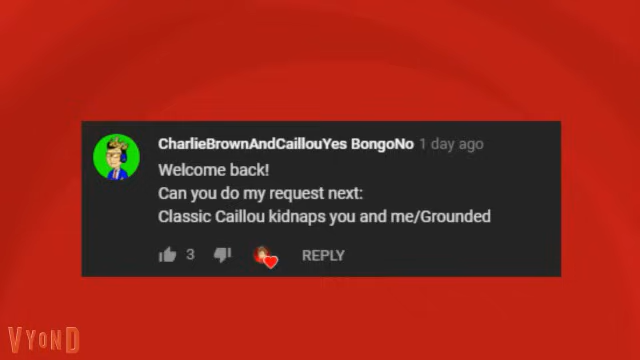 CharlieBrownAndCaillouYes BongoNo 1 day ago
Welcome back!
Can you do my request next:
Classic Caillou kidnaps you and me/Grounded
3 REPLY
VYOND